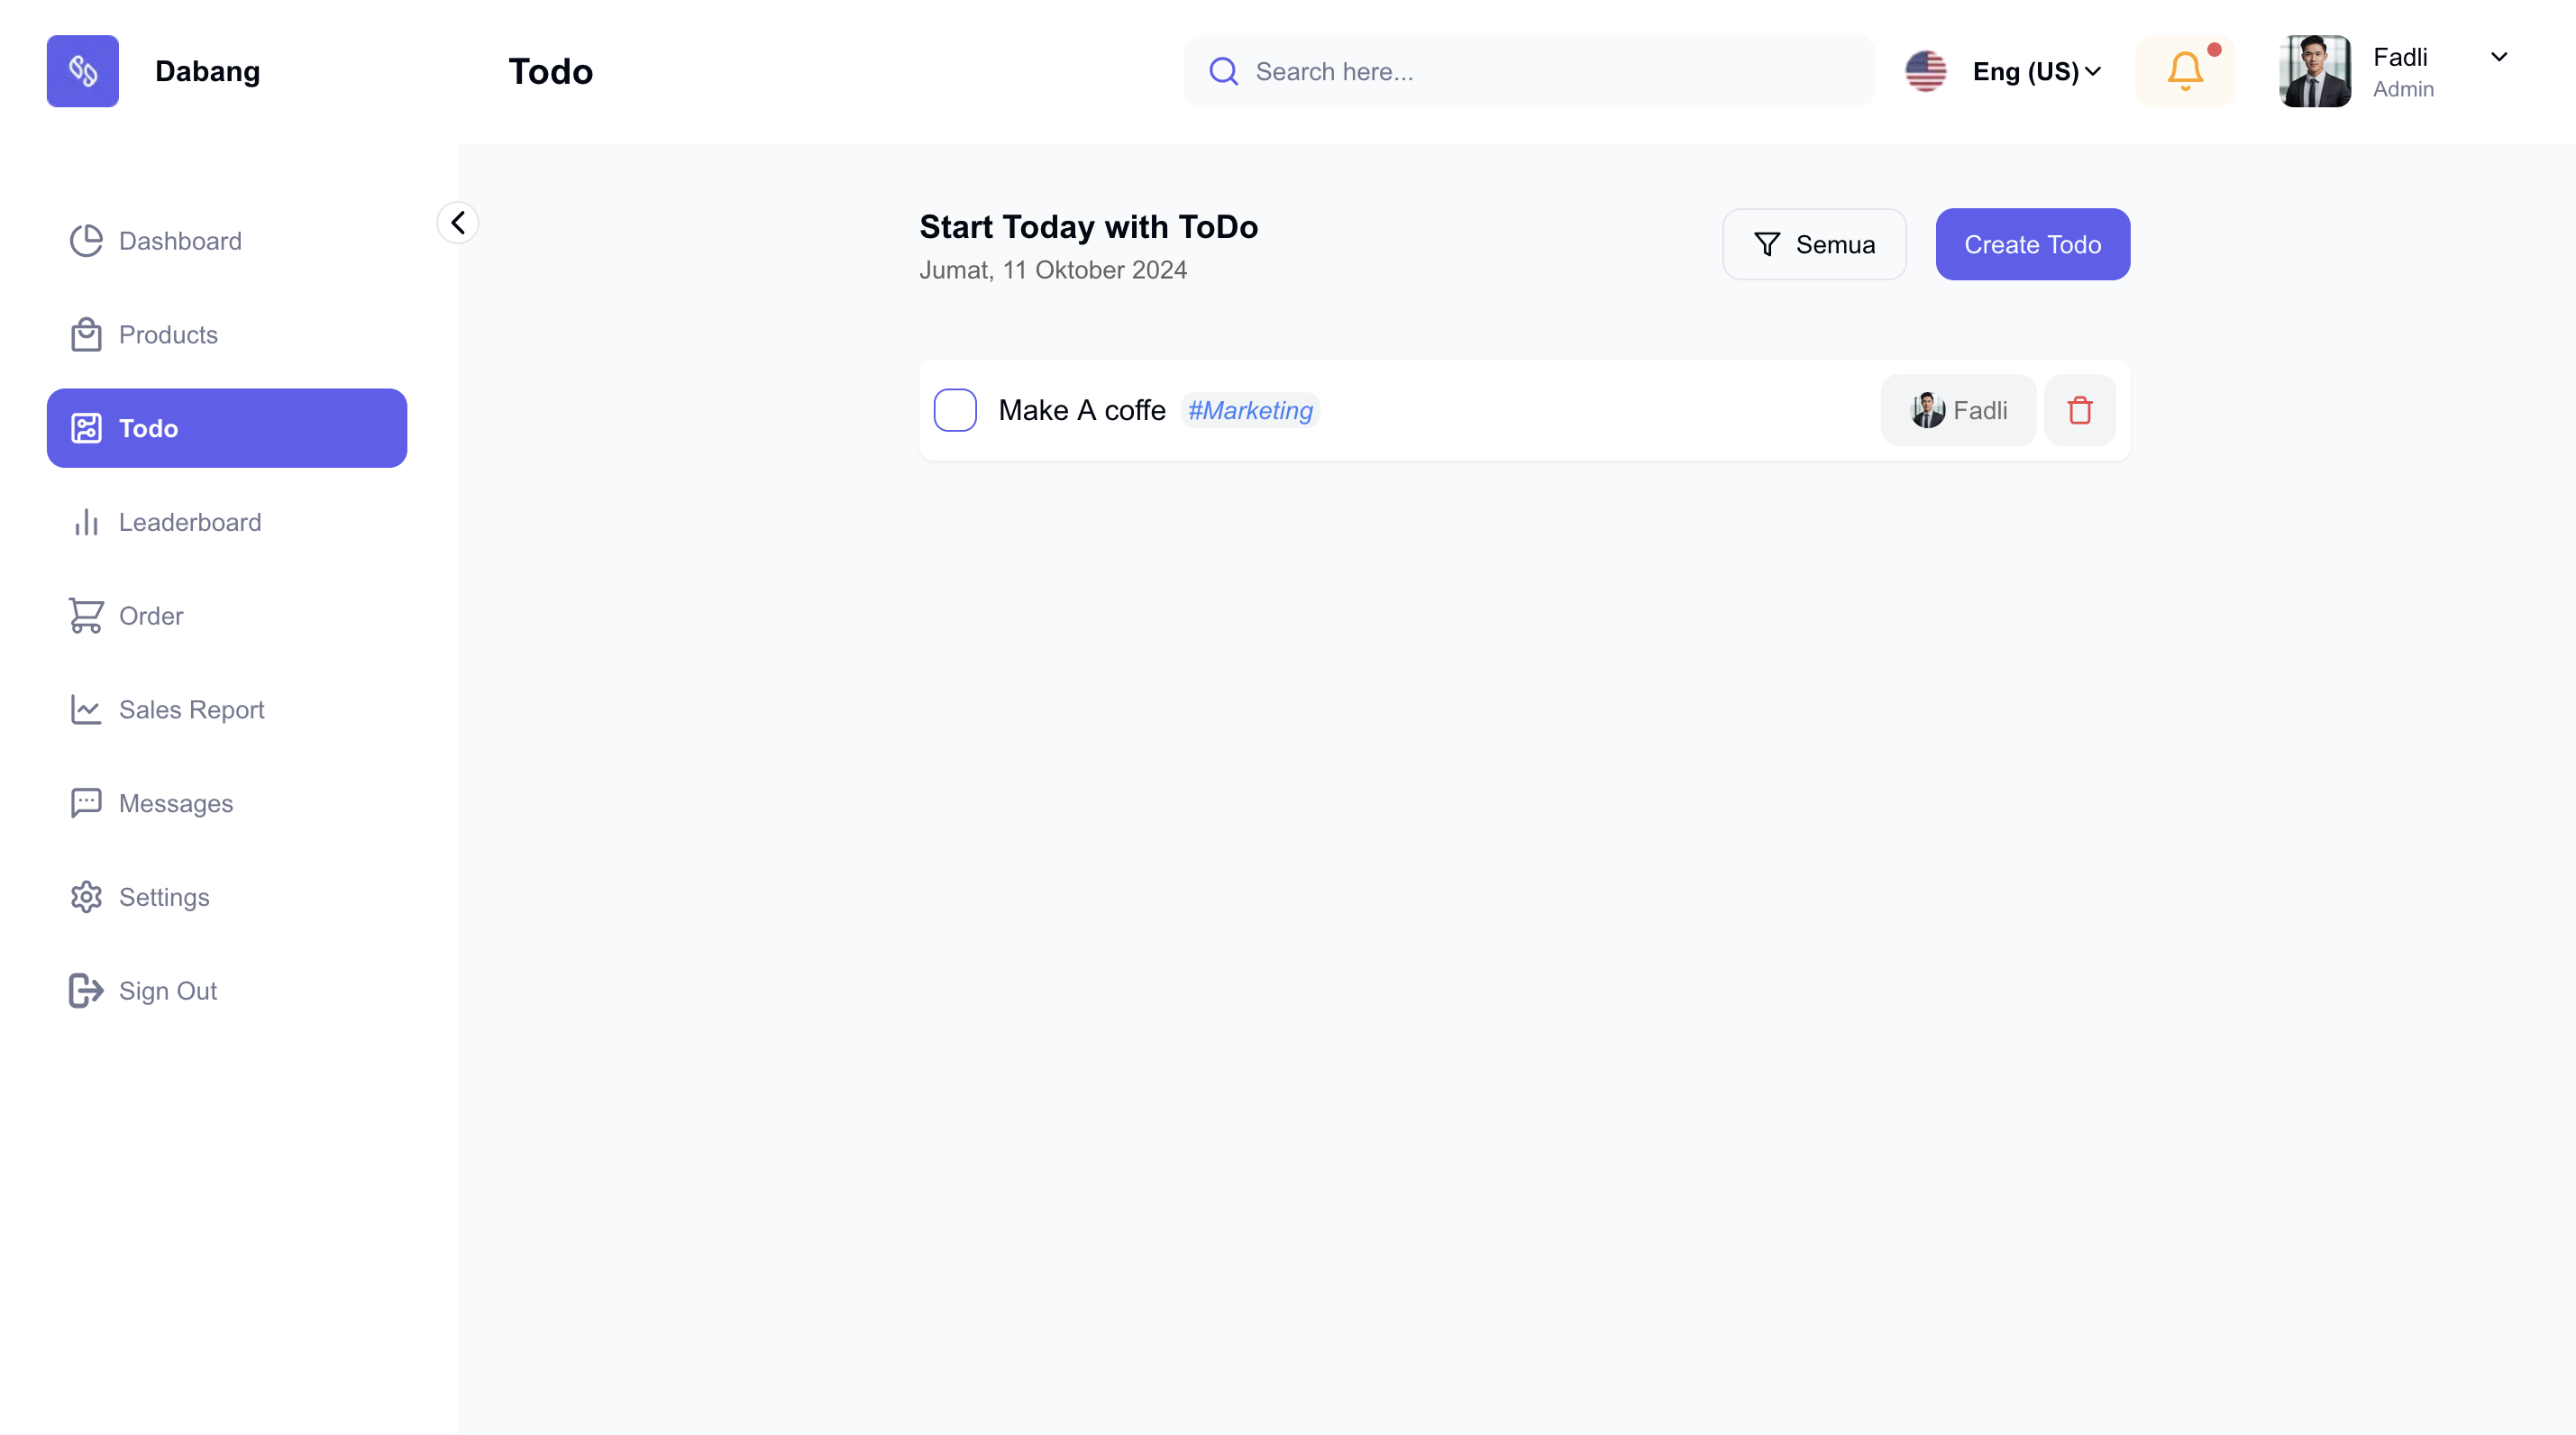 Dabang
Todo
Search here...
Eng (US)
Fadli
Admin
Dashboard
Products
Todo
Leaderboard
Order
Sales Report
Messages
Settings
Sign Out
Start Today with ToDo
Jumat, 11 Oktober 2024
Semua
Create Todo
Make A coffe #Marketing
Fadli